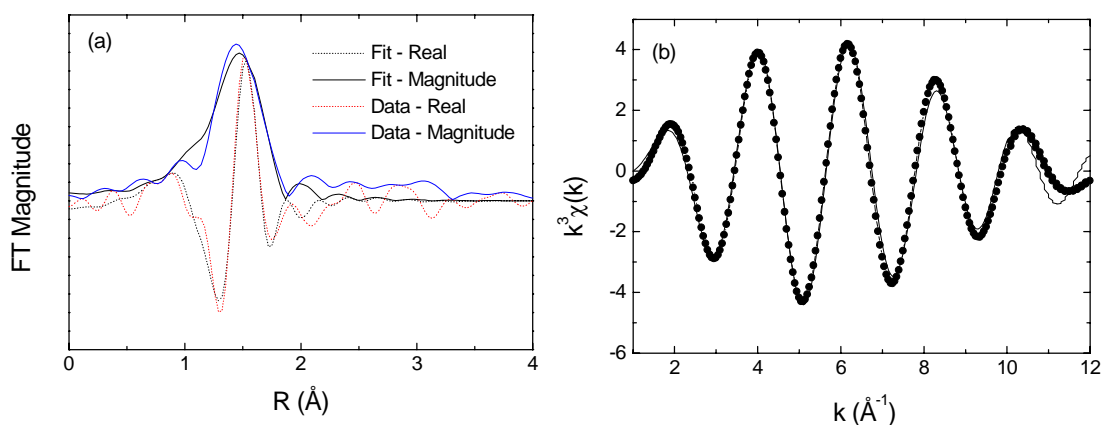 (a)
Fit - Real
Fit - Magnitude
Data - Real
Data - Magnitude
FT Magnitude
0 1 2 3 4
R (Å)
(b)
4
2
0
-2
-4
-6
k³χ(k)
2 4 6 8 10 12
k (Å⁻¹)